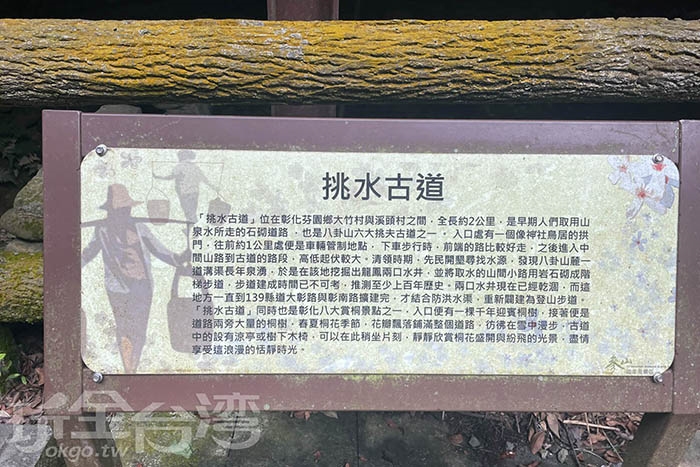 挑水古道
「挑水古道」位在彰化芬園鄉大竹村與溪頭村之間，全長約2公里，是早期人們取用山
泉水所走的石砌道路，也是八卦山六大挑夫古道之一。入口處有一個像神社鳥居的拱
門，往前約1公里處便是車輛管制地點，下車步行時，前端的路比較好走，之後進入中
間山路到古道的路段，高低起伏較大。清領時期，先民開墾尋找水源，發現八卦山麓一
道溝渠長年泉湧，於是在該地挖掘出龍鳳兩口水井，並將取水的山間小路用岩石砌成階
梯步道，步道建成時間已不可考，推測至少上百年歷史。兩口水井現在已經乾涸，而這
地方一直到139縣道大彰路與彰南路擴建完，才結合防洪水渠，重新闢建為登山步道。
「挑水古道」同時也是彰化八大賞桐景點之一，入口便有一棵千年迎賓桐樹，接著便是
道路兩旁大量的桐樹，春夏桐花季節，花瓣飄落鋪滿整個道路，彷彿在雪中漫步。古道
中的設有涼亭或樹下木椅，可以在此稍坐片刻，靜靜欣賞桐花盛開與紛飛的光景，盡情
享受這浪漫的恬靜時光。
玩全台灣
okgo.tw